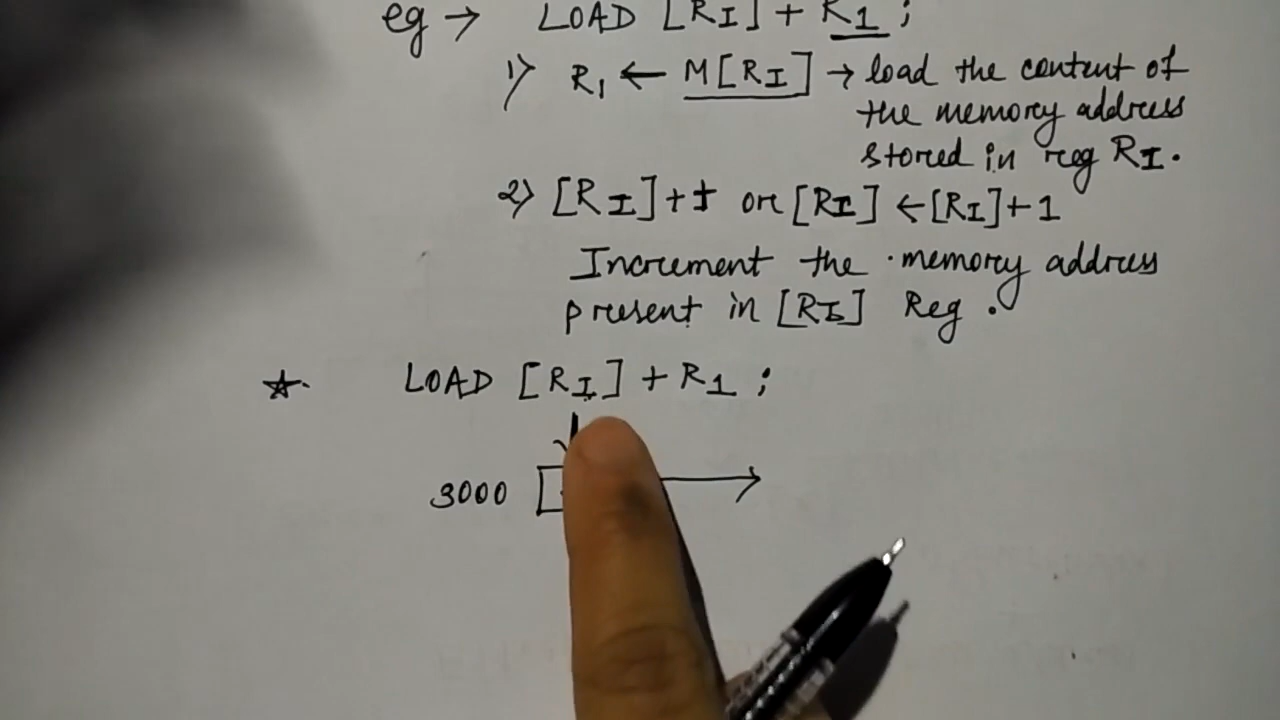 eg → LOAD [RI] + R1 ;
1) R1 ← M[RI] → load the content of
the memory address
stored in reg RI.
2) [RI]++ or [RI] ← [RI]+1
Increment the memory address
present in [RI] Reg.
☆. LOAD [RI] + R1 ;
3000